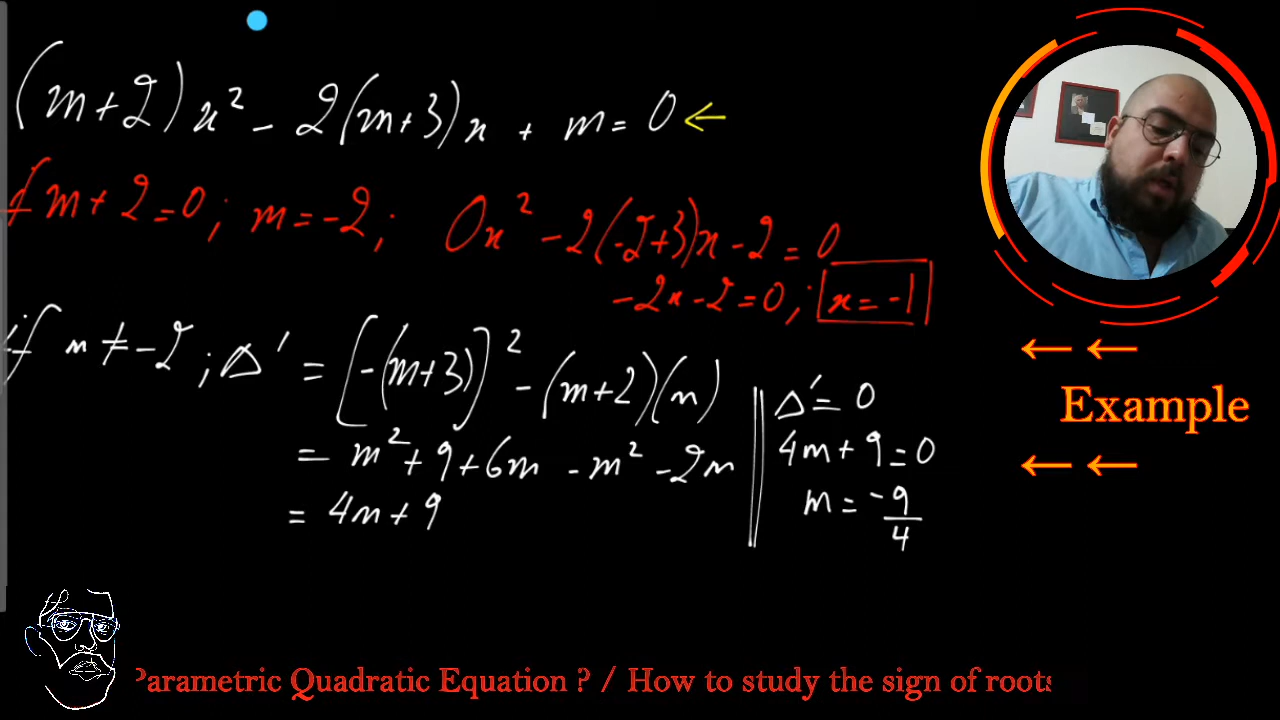 (m+2)x² - 2(m+3)x + m = 0 ←
if m+2=0; m=-2; 0x² -2(-2+3)x-2=0
-2x-2=0; x=-1
if m≠-2; Δ' = [-(m+3)]² - (m+2)(m)
= m²+9+6m -m² -2m
= 4m+9
Δ'=0
4m+9=0
m=-9/4
← ←
Example
← ←
Parametric Quadratic Equation ? / How to study the sign of roots